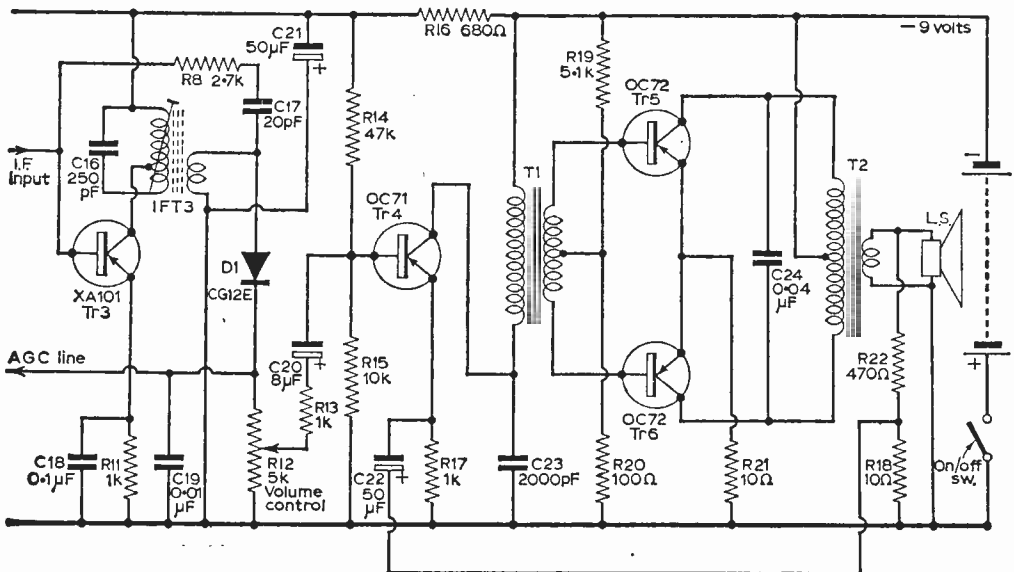 R16 680Ω
− 9 volts
C21
50µF
+
R8 2·7k
C17
20pF
R14
47k
R19
5.1k
OC72
Tr5
I.F
Input
C16
250
pF
IFT3
OC71
Tr4
T1
T2
L.S.
−
XA101
Tr3
D1
CG12E
C24
0·04
µF
AGC line
C20
8µF
+
R13
1k
R15
10k
OC72
Tr6
R22
470Ω
+
C18
0·1µF
R11
1k
C19
0·01
µF
R12
5k
Volume
control
C22
50
µF
+
R17
1k
C23
2000pF
R20
100Ω
R21
10Ω
R18
10Ω
On/off
sw.